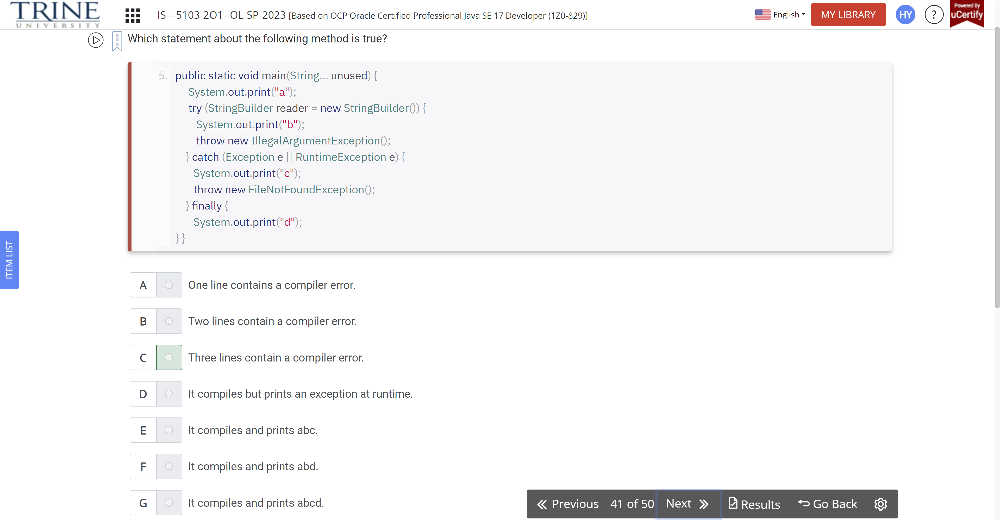 TRINE
UNIVERSITY
IS---5103-2O1--OL-SP-2023 [Based on OCP Oracle Certified Professional Java SE 17 Developer (1Z0-829)]
English
MY LIBRARY
HY
?
Powered By
uCertify
Which statement about the following method is true?
5. public static void main(String... unused) {
System.out.print("a");
try (StringBuilder reader = new StringBuilder()) {
System.out.print("b");
throw new IllegalArgumentException();
} catch (Exception e || RuntimeException e) {
System.out.print("c");
throw new FileNotFoundException();
} finally {
System.out.print("d");
} }
ITEM LIST
A One line contains a compiler error.
B Two lines contain a compiler error.
C Three lines contain a compiler error.
D It compiles but prints an exception at runtime.
E It compiles and prints abc.
F It compiles and prints abd.
G It compiles and prints abcd.
Previous 41 of 50 Next Results Go Back